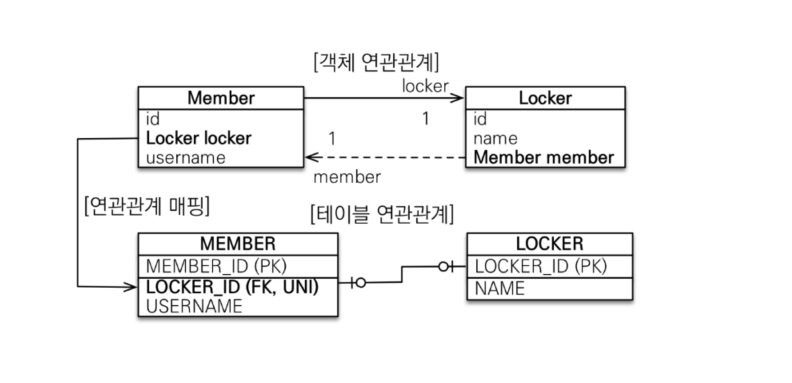 [객체 연관관계]
locker
Member
Locker
id
Locker locker
username
1
1
id
name
Member member
member
[연관관계 매핑]
[테이블 연관관계]
MEMBER
MEMBER_ID (PK)
LOCKER_ID (FK, UNI)
USERNAME
LOCKER
LOCKER_ID (PK)
NAME